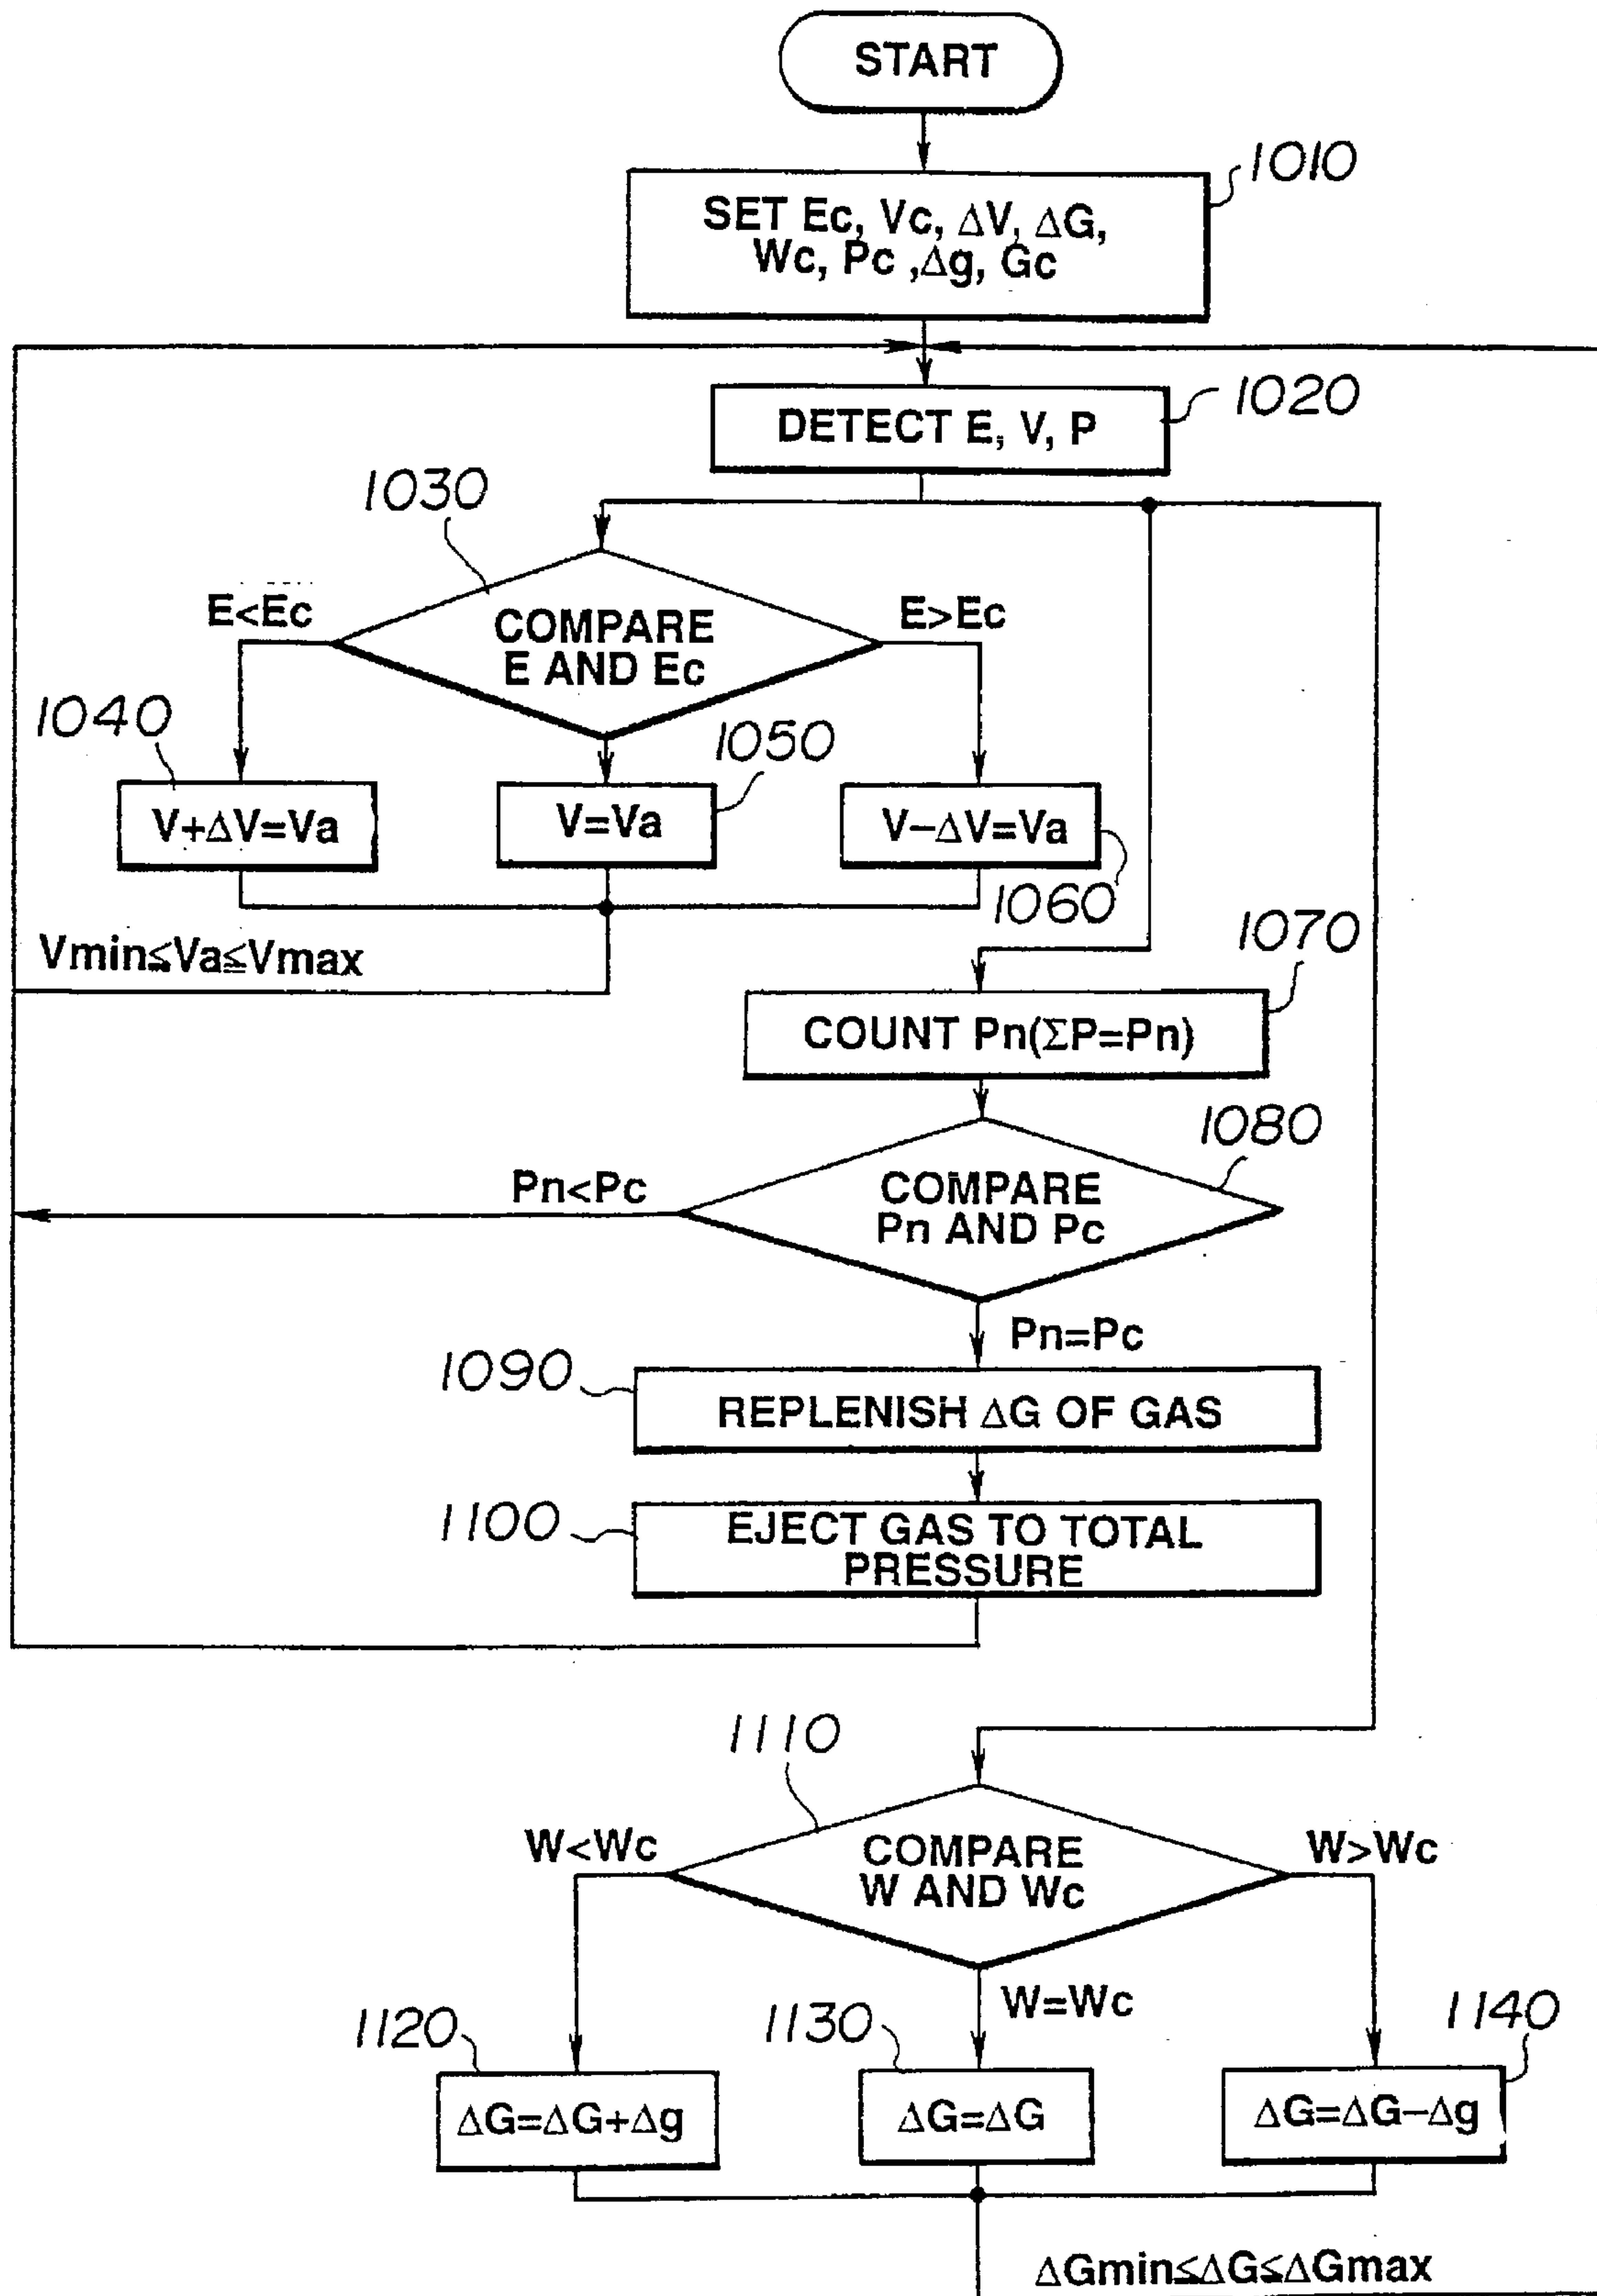 START
1010
SET Ec, Vc, ΔV, ΔG,
Wc, Pc ,Δg, Gc
1020
DETECT E, V, P
1030
E<Ec
E>Ec
COMPARE
E AND Ec
1040
1050
V+ΔV=Va
V=Va
V−ΔV=Va
1060
Vmin≦Va≦Vmax
1070
COUNT Pn(ΣP=Pn)
1080
Pn<Pc
COMPARE
Pn AND Pc
Pn=Pc
1090
REPLENISH ΔG OF GAS
1100
EJECT GAS TO TOTAL
PRESSURE
1110
W<Wc
W>Wc
COMPARE
W AND Wc
W=Wc
1120
1130
1140
ΔG=ΔG+Δg
ΔG=ΔG
ΔG=ΔG−Δg
ΔGmin≦ΔG≦ΔGmax